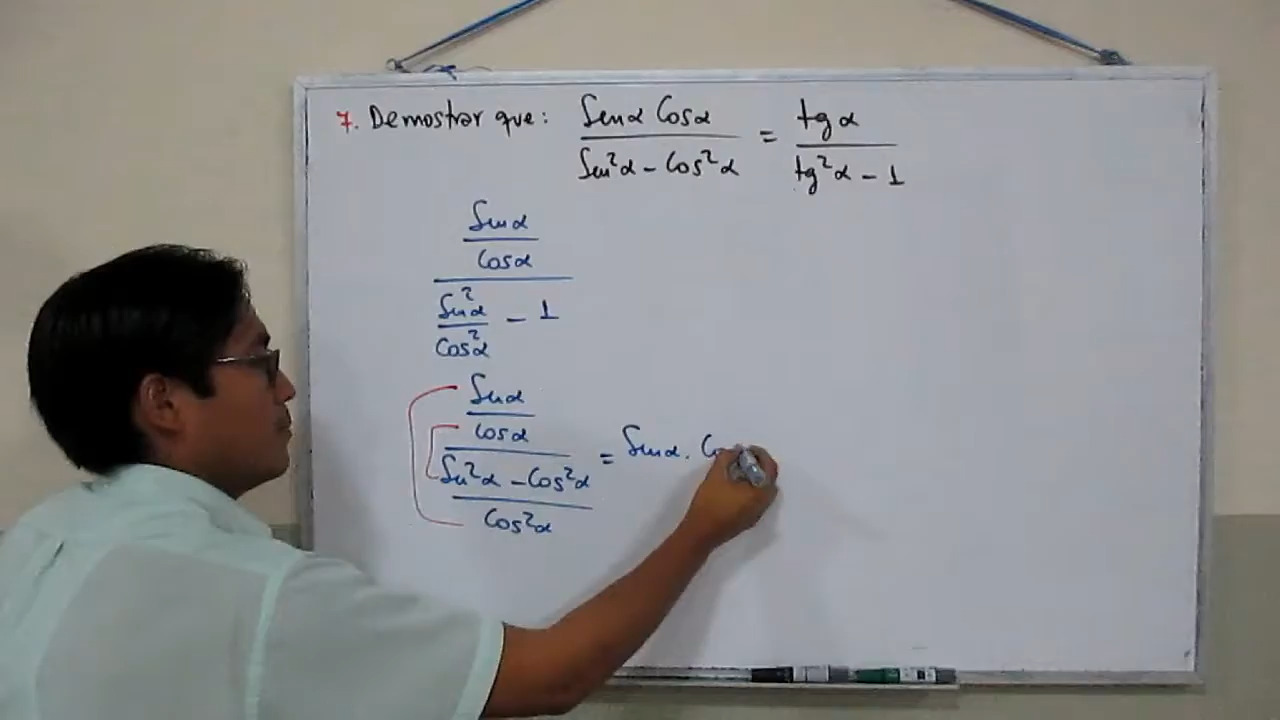 7. Demostrar que: Senα Cosα / Sen²α - Cos²α = tgα / tg²α - 1
Senα
Cosα
Sen²α / Cos²α - 1
Senα
Cosα
Sen²α - Cos²α = Senα.
Cos²α